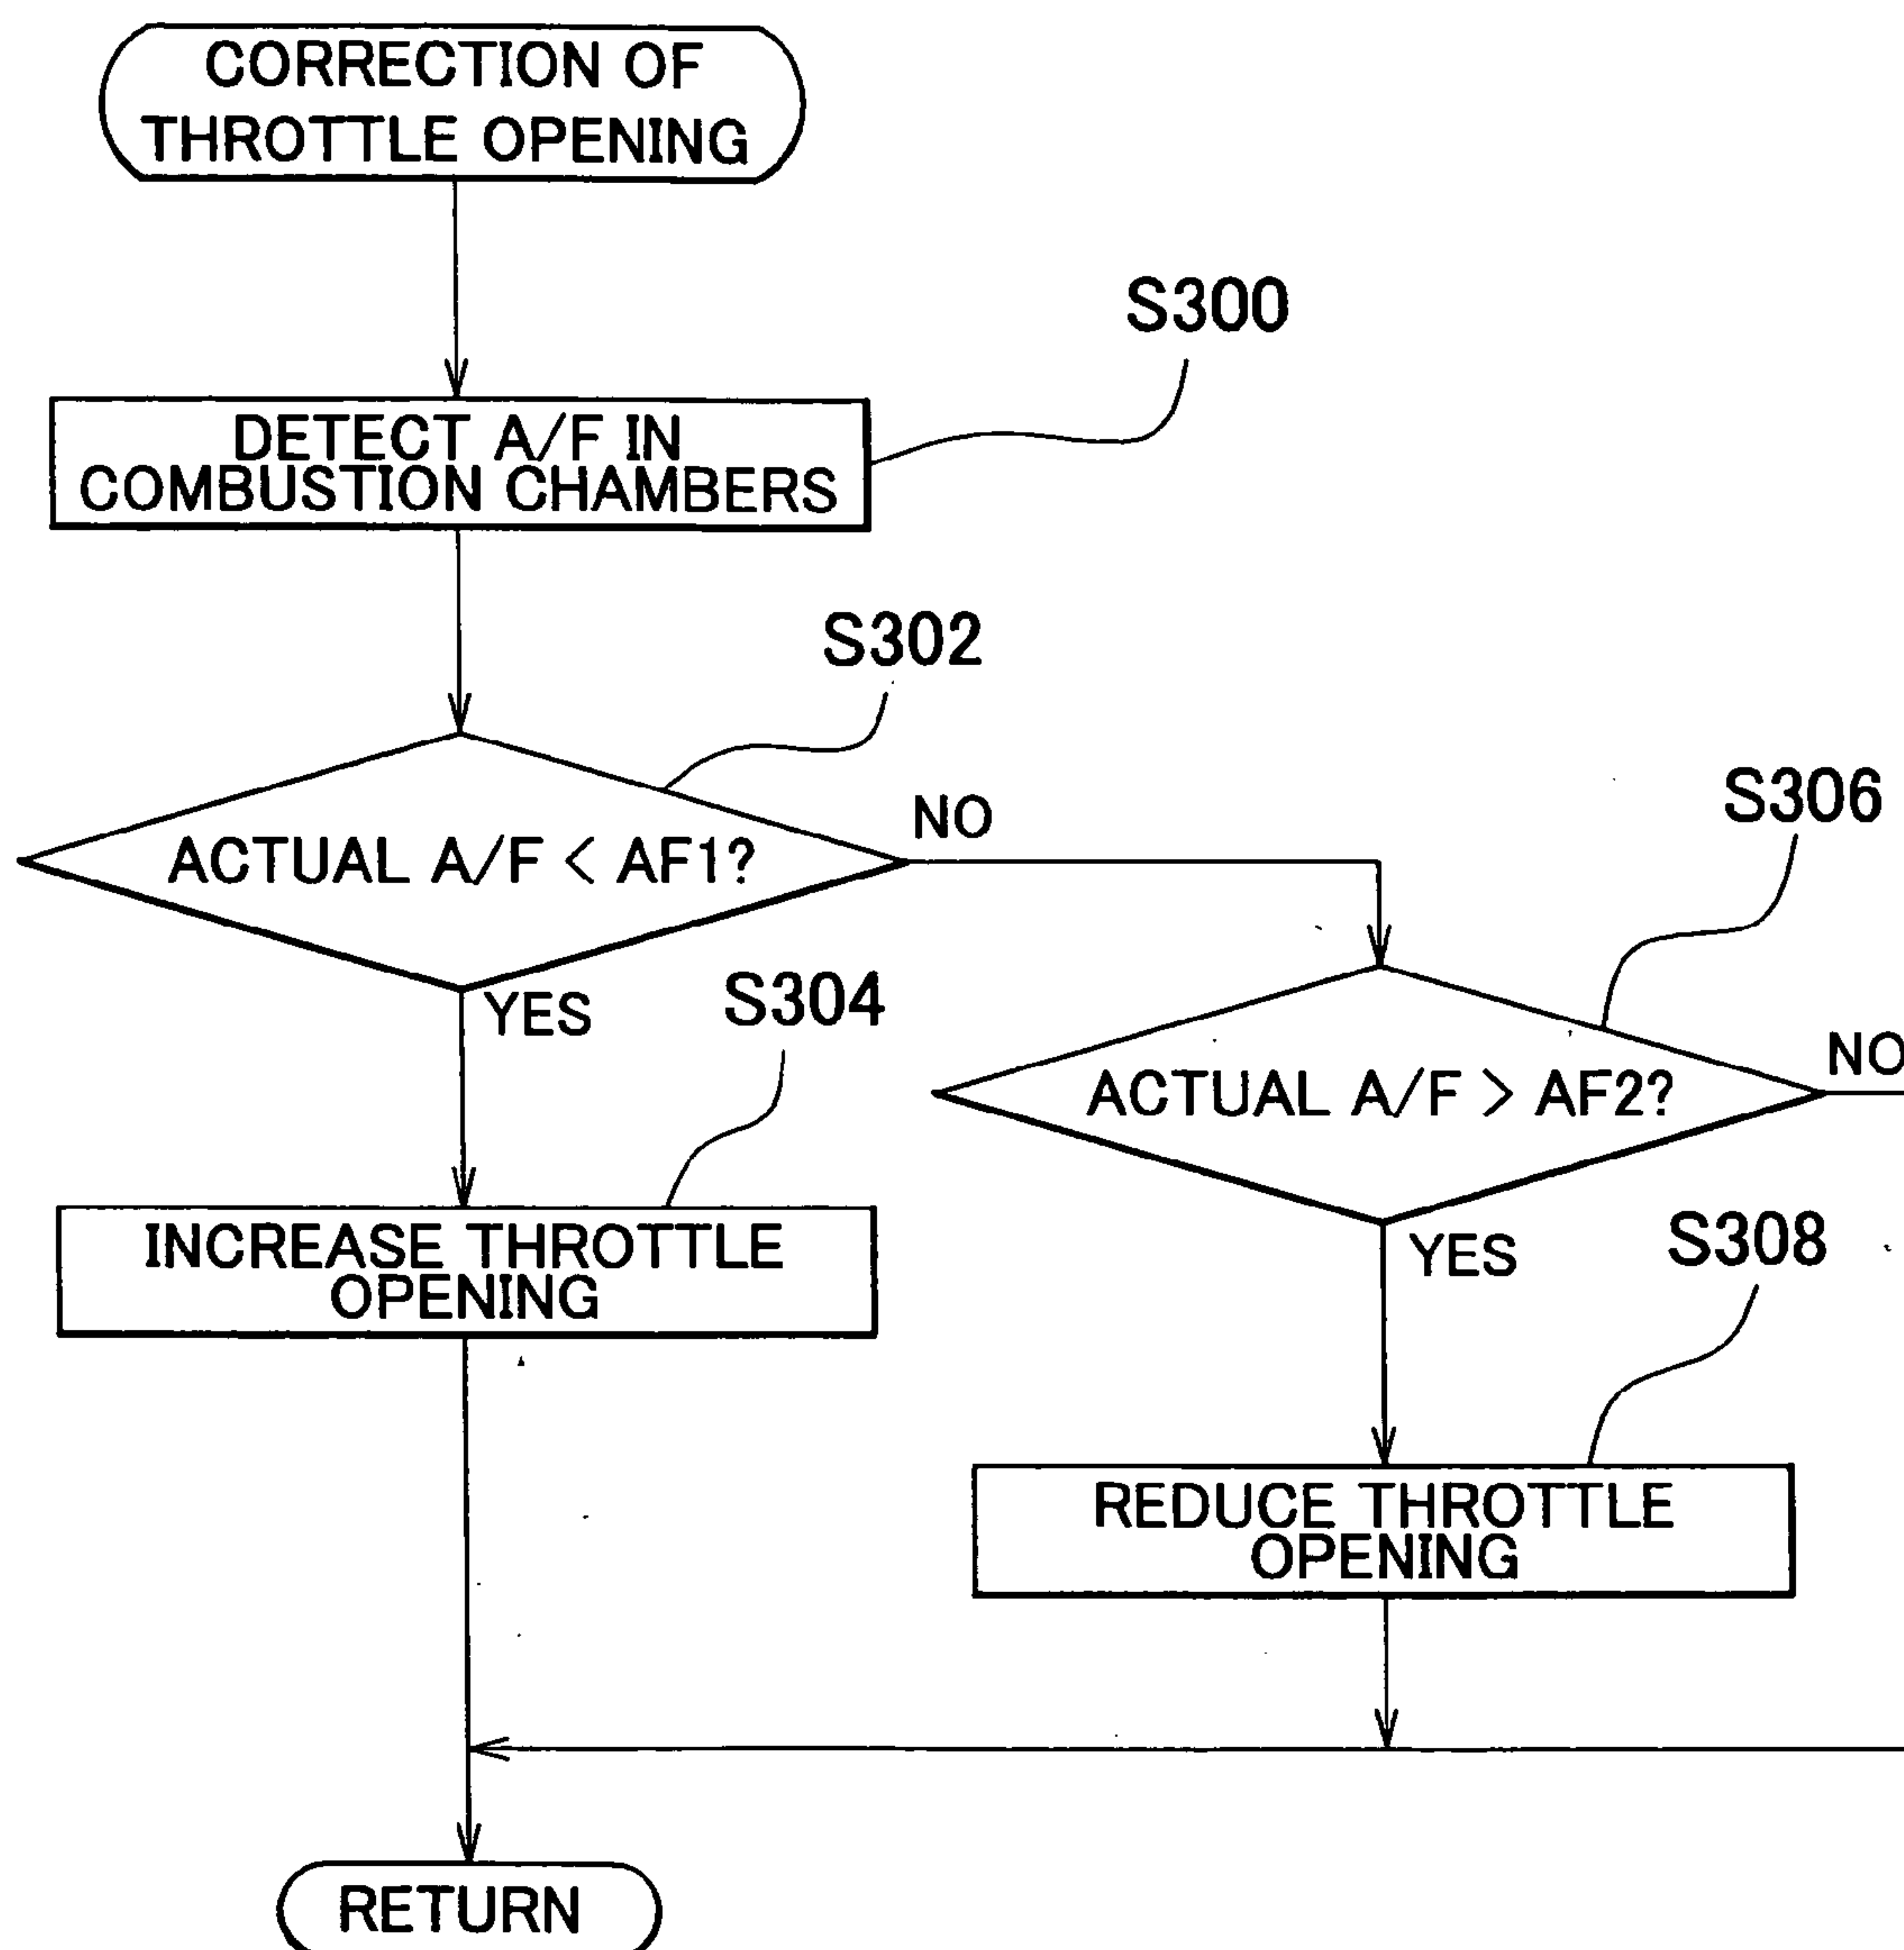 CORRECTION OF
THROTTLE OPENING
S300
DETECT A/F IN
COMBUSTION CHAMBERS
S302
ACTUAL A/F < AF1?
NO
YES
S304
INCREASE THROTTLE
OPENING
S306
ACTUAL A/F > AF2?
NO
YES
S308
REDUCE THROTTLE
OPENING
RETURN